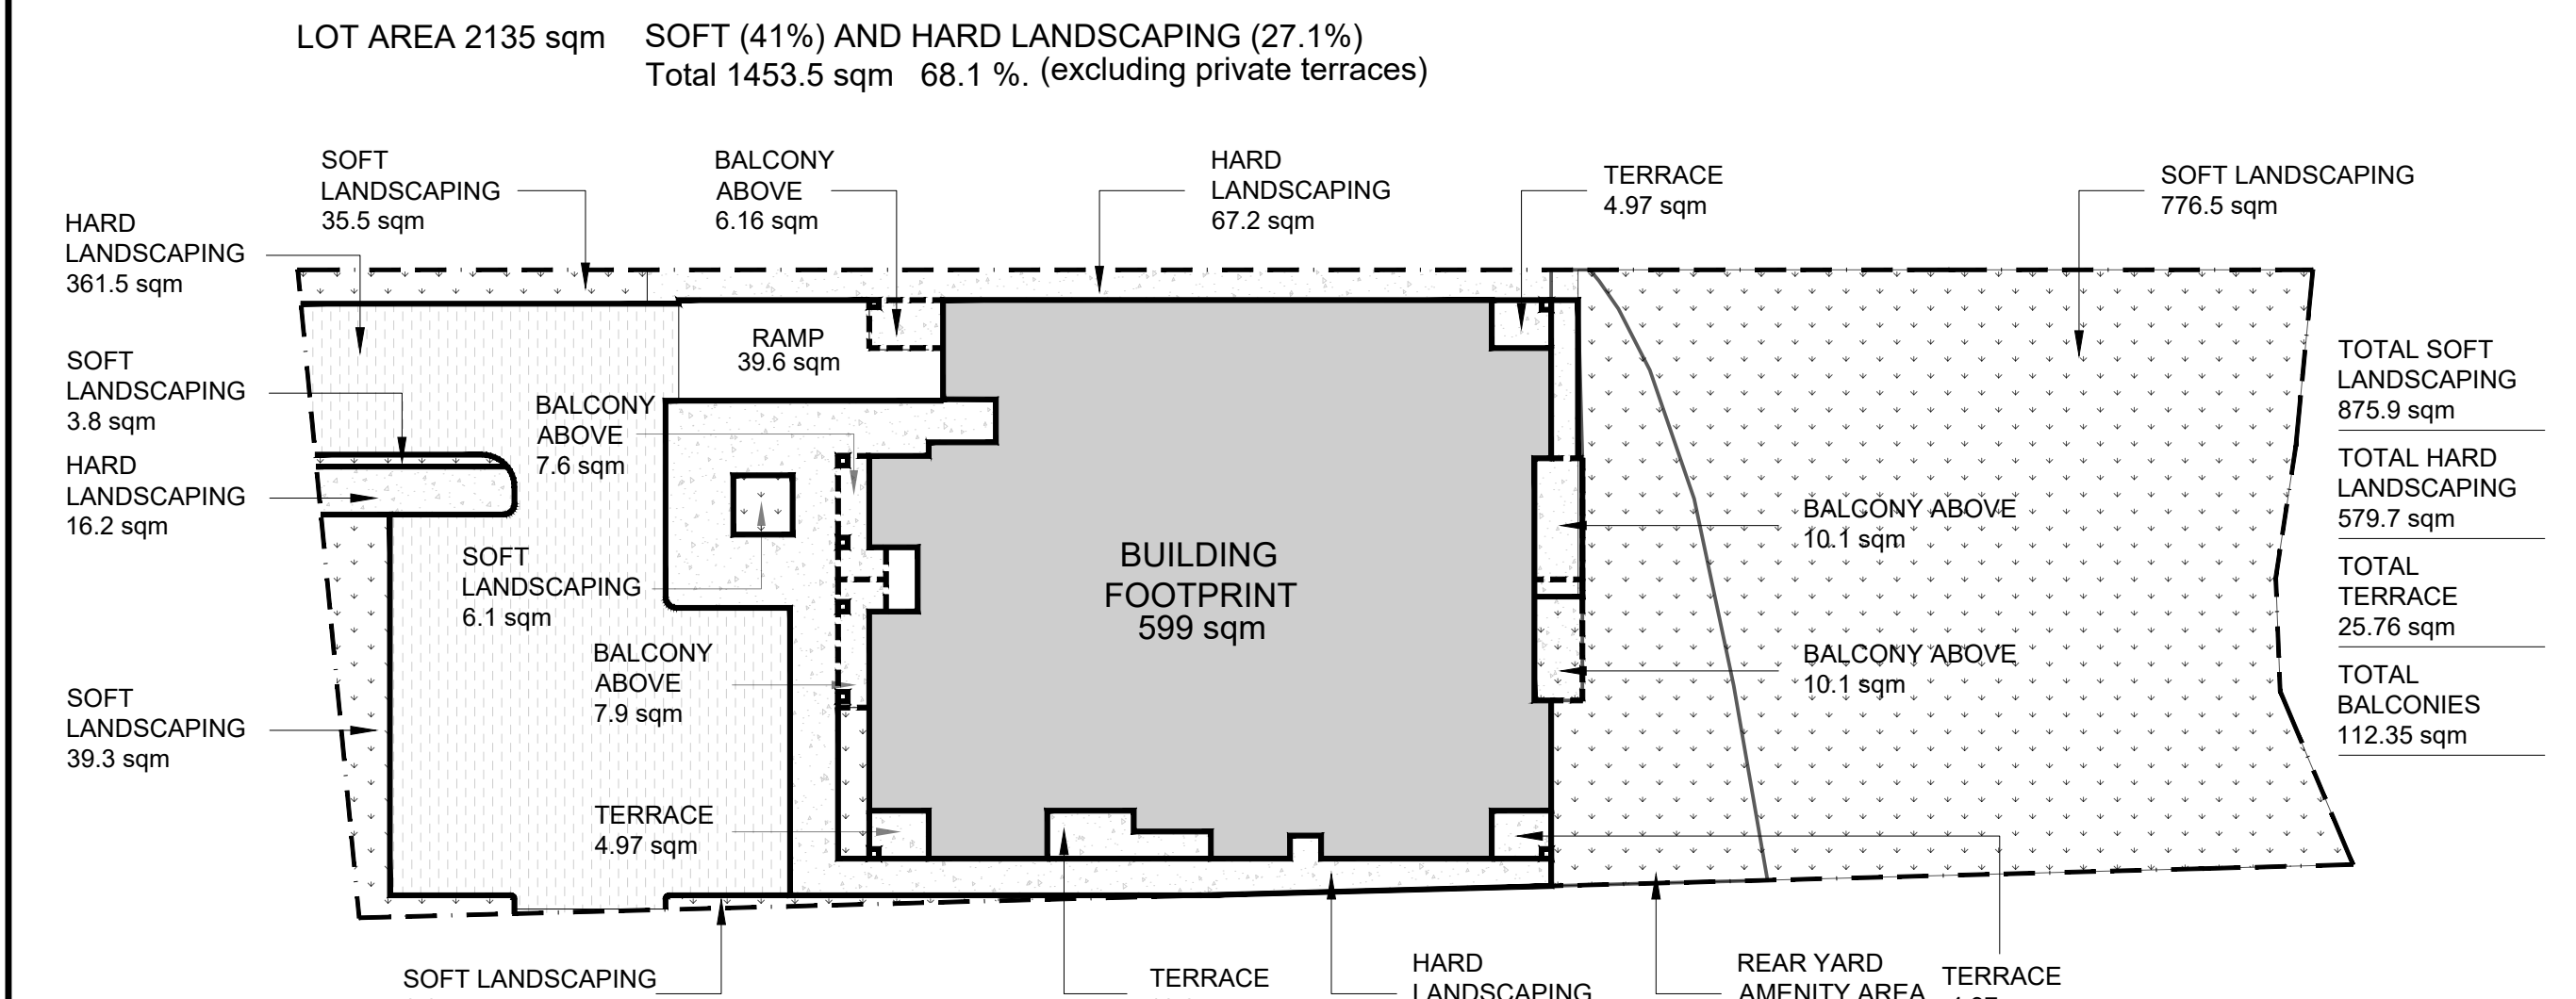 LOT AREA 2135 sqm
SOFT (41%) AND HARD LANDSCAPING (27.1%)
Total 1453.5 sqm 68.1 %. (excluding private terraces)
SOFT
LANDSCAPING
35.5 sqm
BALCONY
ABOVE
6.16 sqm
HARD
LANDSCAPING
67.2 sqm
TERRACE
4.97 sqm
SOFT LANDSCAPING
776.5 sqm
HARD
LANDSCAPING
361.5 sqm
SOFT
LANDSCAPING
3.8 sqm
HARD
LANDSCAPING
16.2 sqm
SOFT
LANDSCAPING
39.3 sqm
RAMP
39.6 sqm
BALCONY
ABOVE
7.6 sqm
SOFT
LANDSCAPING
6.1 sqm
BALCONY
ABOVE
7.9 sqm
TERRACE
4.97 sqm
BUILDING
FOOTPRINT
599 sqm
BALCONY ABOVE
10.1 sqm
BALCONY ABOVE
10.1 sqm
TOTAL SOFT
LANDSCAPING
875.9 sqm
TOTAL HARD
LANDSCAPING
579.7 sqm
TOTAL
TERRACE
25.76 sqm
TOTAL
BALCONIES
112.35 sqm
SOFT LANDSCAPING
TERRACE
HARD
LANDSCAPING
REAR YARD
AMENITY AREA
TERRACE